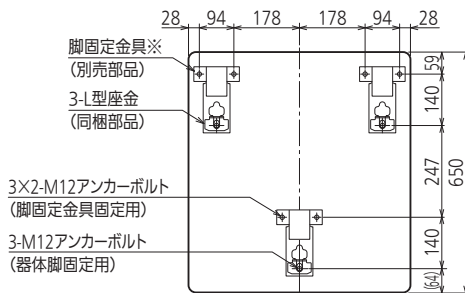 28 94 178 178 94 28
脚固定金具※
(別売部品)
3-L型座金
(同梱部品)
3×2-M12アンカーボルト
(脚固定金具固定用)
3-M12アンカーボルト
(器体脚固定用)
59
140
247
650
140
(64)